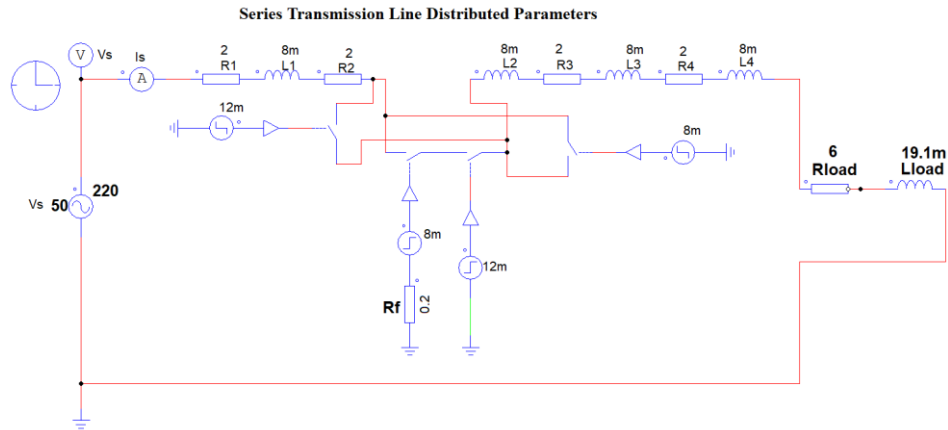 Series Transmission Line Distributed Parameters
V Vs
Is
A
2
R1
8m
L1
2
R2
8m
L2
2
R3
8m
L3
2
R4
8m
L4
12m
8m
6
Rload
19.1m
Lload
Vs 50 220
8m
12m
Rf 0.2